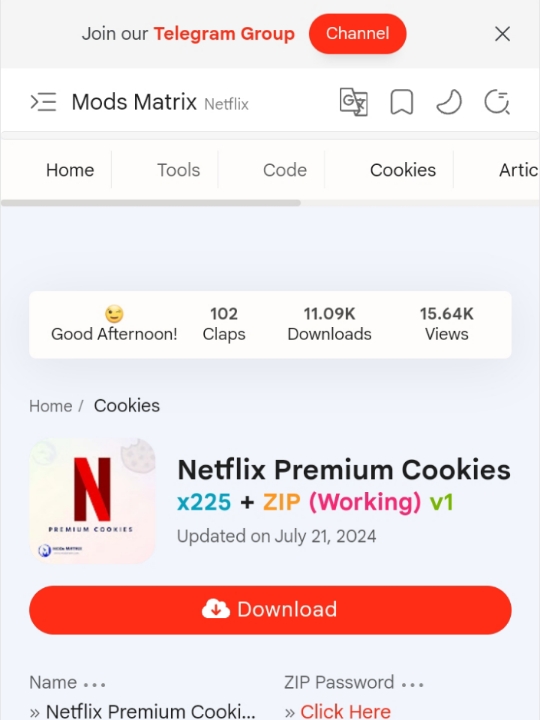 Join our Telegram Group Channel
Mods Matrix Netflix
Home Tools Code Cookies Artic
102 11.09K 15.64K
Good Afternoon! Claps Downloads Views
Home / Cookies
Netflix Premium Cookies
x225 + ZIP (Working) v1
Updated on July 21, 2024
N
PREMIUM COOKIES
Download
Name ••• ZIP Password •••
» Netflix Premium Cooki... » Click Here